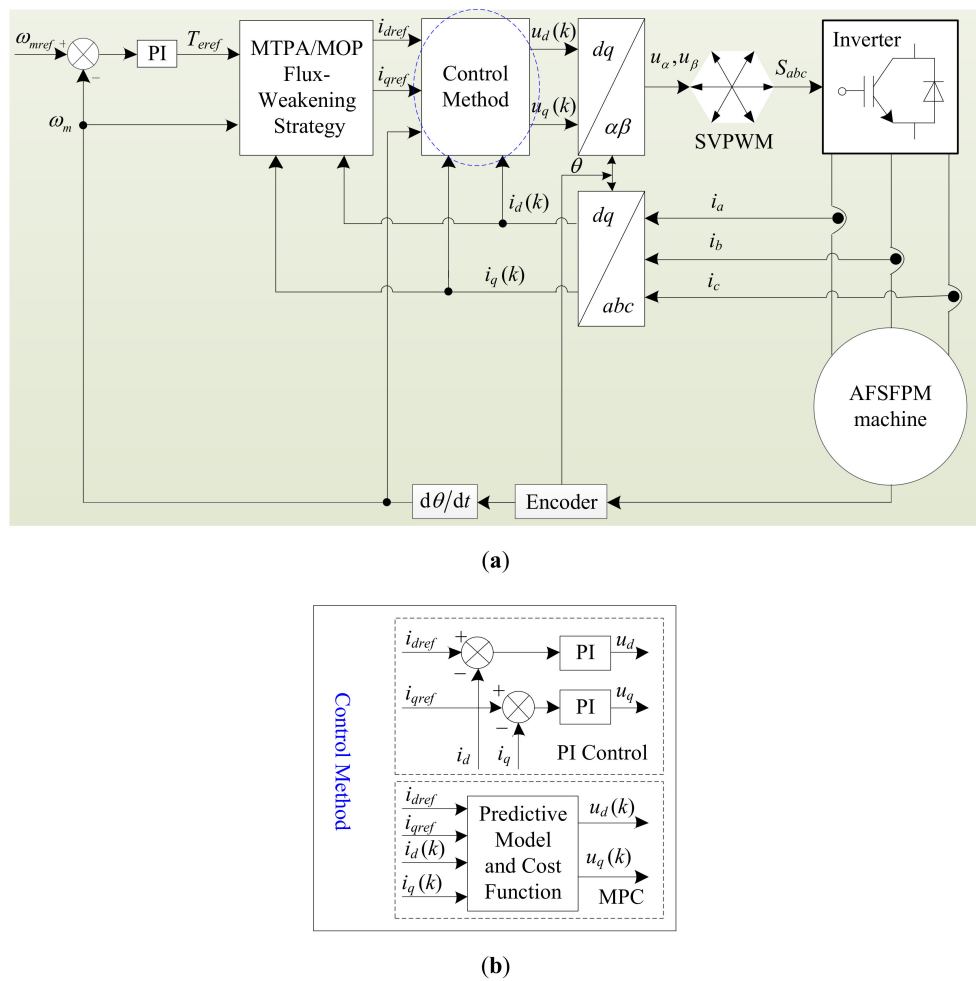 ω_mref + − PI T_eref
MTPA/MOP
Flux-
Weakening
Strategy
i_dref
i_qref
Control
Method
u_d(k)
u_q(k)
dq
αβ
u_α, u_β
SVPWM
S_abc
Inverter
ω_m
θ
i_d(k)
i_q(k)
dq
abc
i_a
i_b
i_c
AFSFPM
machine
dθ/dt
Encoder
(a)
Control Method
i_dref + − PI u_d
i_qref + − PI u_q
i_d i_q PI Control
i_dref
i_qref
i_d(k)
i_q(k)
Predictive
Model
and Cost
Function
u_d(k)
u_q(k)
MPC
(b)